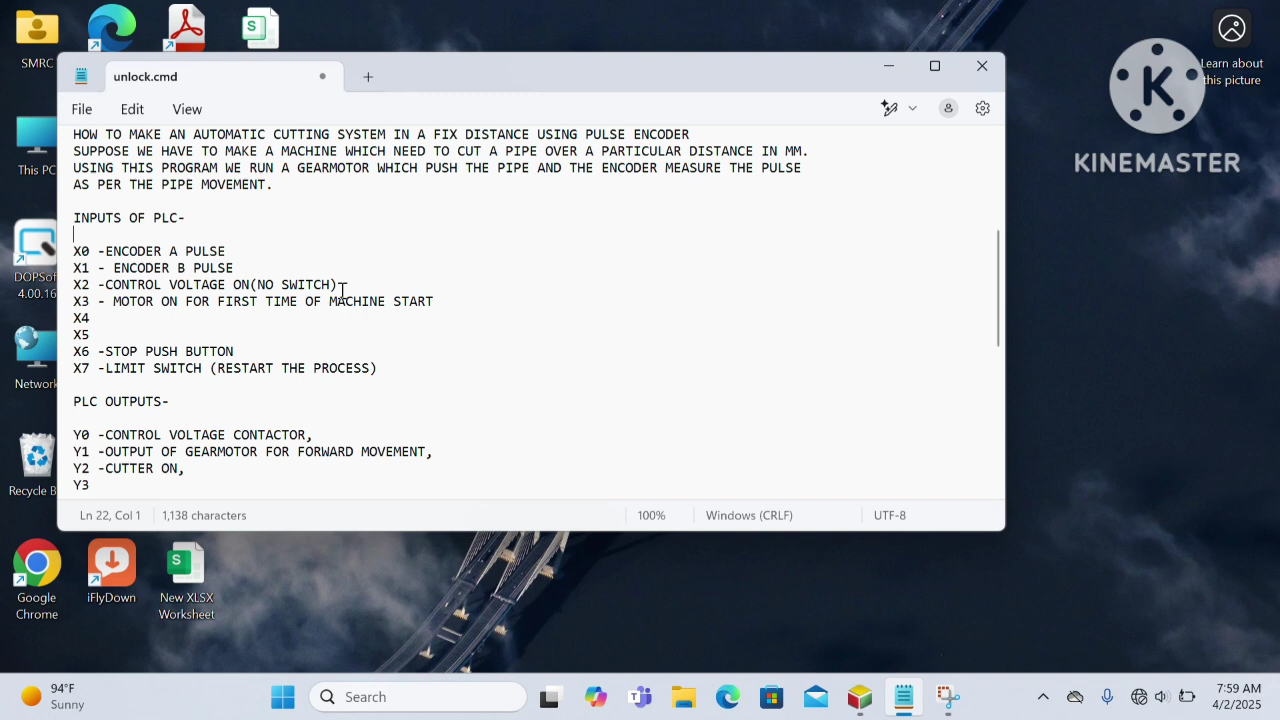 SMRC
Learn about
this picture
K
KINEMASTER
This PC
DOPSof
4.00.16
Network
Recycle B
unlock.cmd
File Edit View
HOW TO MAKE AN AUTOMATIC CUTTING SYSTEM IN A FIX DISTANCE USING PULSE ENCODER
SUPPOSE WE HAVE TO MAKE A MACHINE WHICH NEED TO CUT A PIPE OVER A PARTICULAR DISTANCE IN MM.
USING THIS PROGRAM WE RUN A GEARMOTOR WHICH PUSH THE PIPE AND THE ENCODER MEASURE THE PULSE
AS PER THE PIPE MOVEMENT.
INPUTS OF PLC-
X0 -ENCODER A PULSE
X1 - ENCODER B PULSE
X2 -CONTROL VOLTAGE ON(NO SWITCH)
X3 - MOTOR ON FOR FIRST TIME OF MACHINE START
X4
X5
X6 -STOP PUSH BUTTON
X7 -LIMIT SWITCH (RESTART THE PROCESS)
PLC OUTPUTS-
Y0 -CONTROL VOLTAGE CONTACTOR,
Y1 -OUTPUT OF GEARMOTOR FOR FORWARD MOVEMENT,
Y2 -CUTTER ON,
Y3
Ln 22, Col 1 1,138 characters 100% Windows (CRLF) UTF-8
Google
Chrome
iFlyDown
New XLSX
Worksheet
94°F
Sunny
Search
7:59 AM
4/2/2025